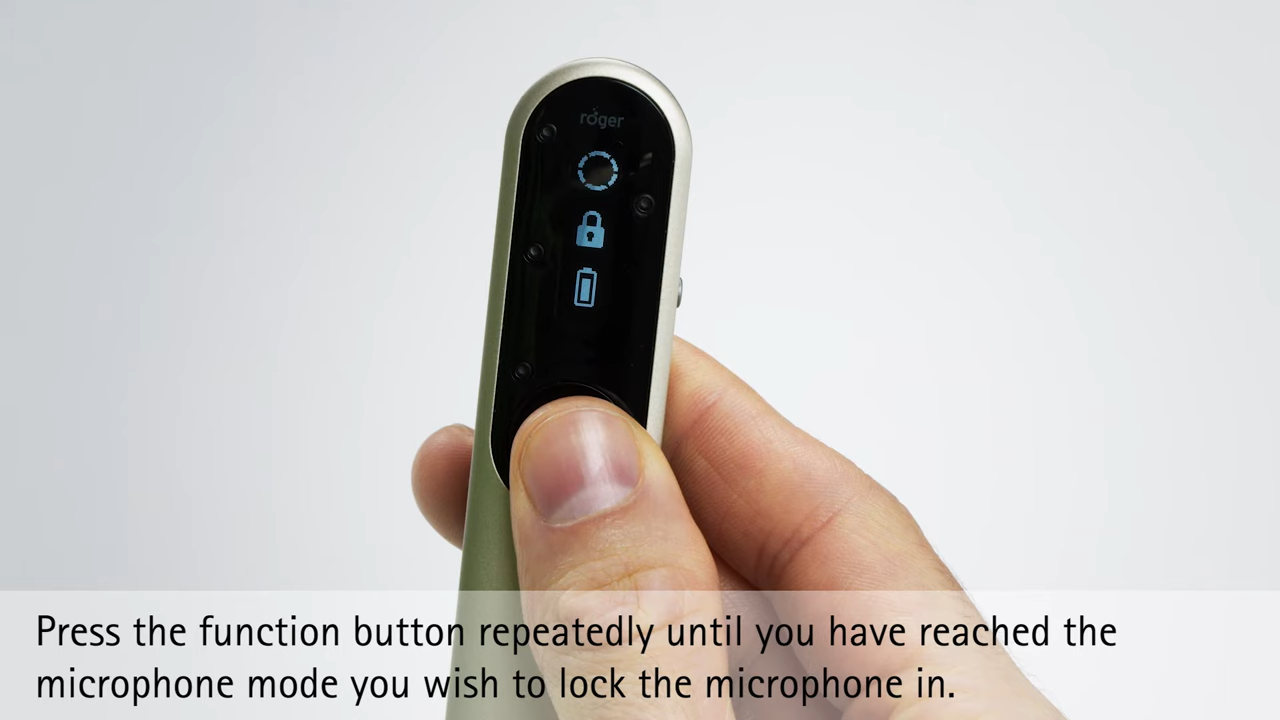 roger
Press the function button repeatedly until you have reached the
microphone mode you wish to lock the microphone in.